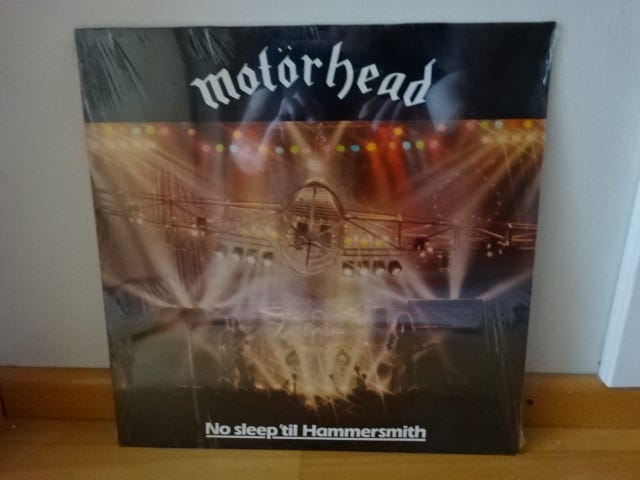 motörhead
No sleep 'til Hammersmith